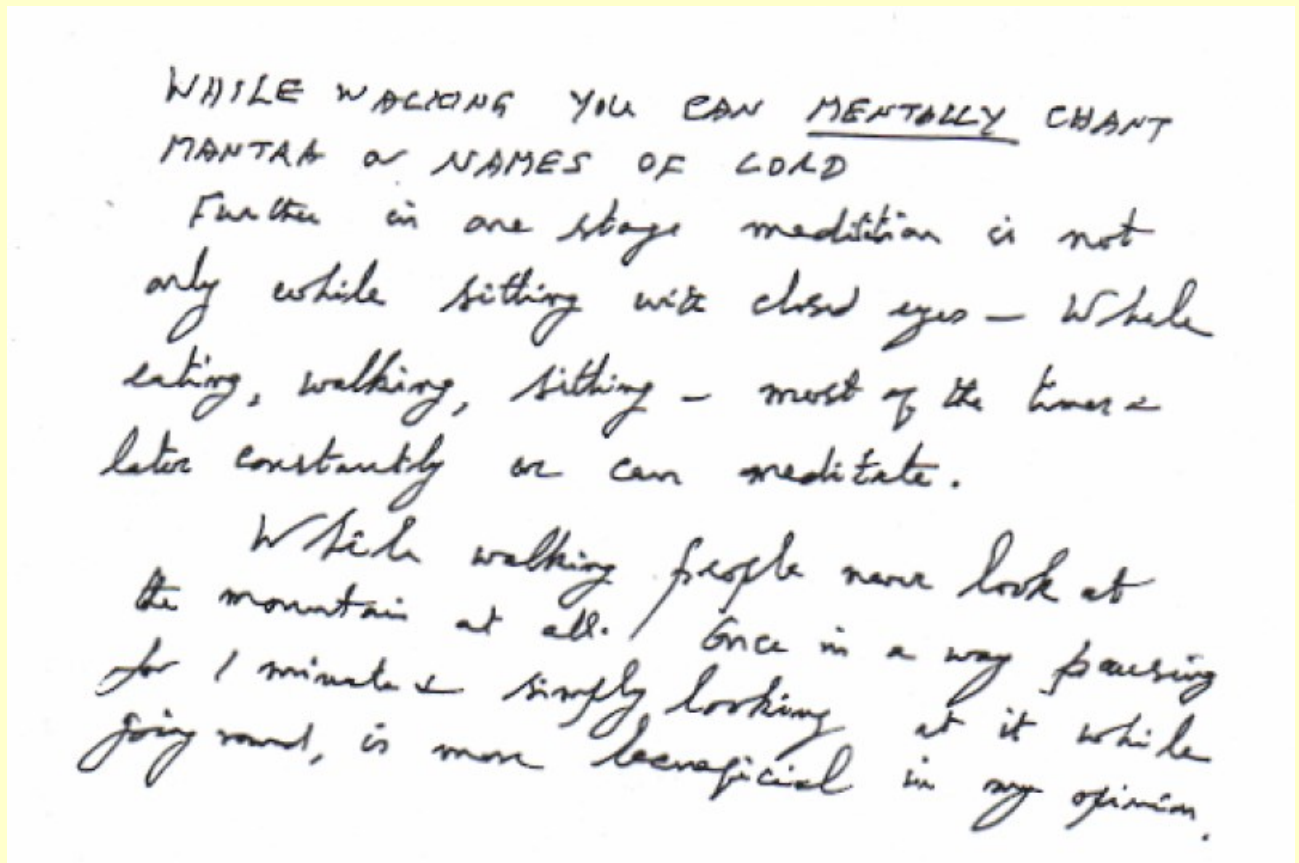 WHILE WALKING YOU CAN MENTALLY CHANT
MANTRA or NAMES OF LORD
Further in one stage meditation is not
only while sitting with closed eyes – While
eating, walking, sitting – most of the times &
later constantly one can meditate.
While walking people never look at
the mountain at all. Once in a way pausing
for 1 minute & simply looking at it while
going round, is more beneficial in my opinion.